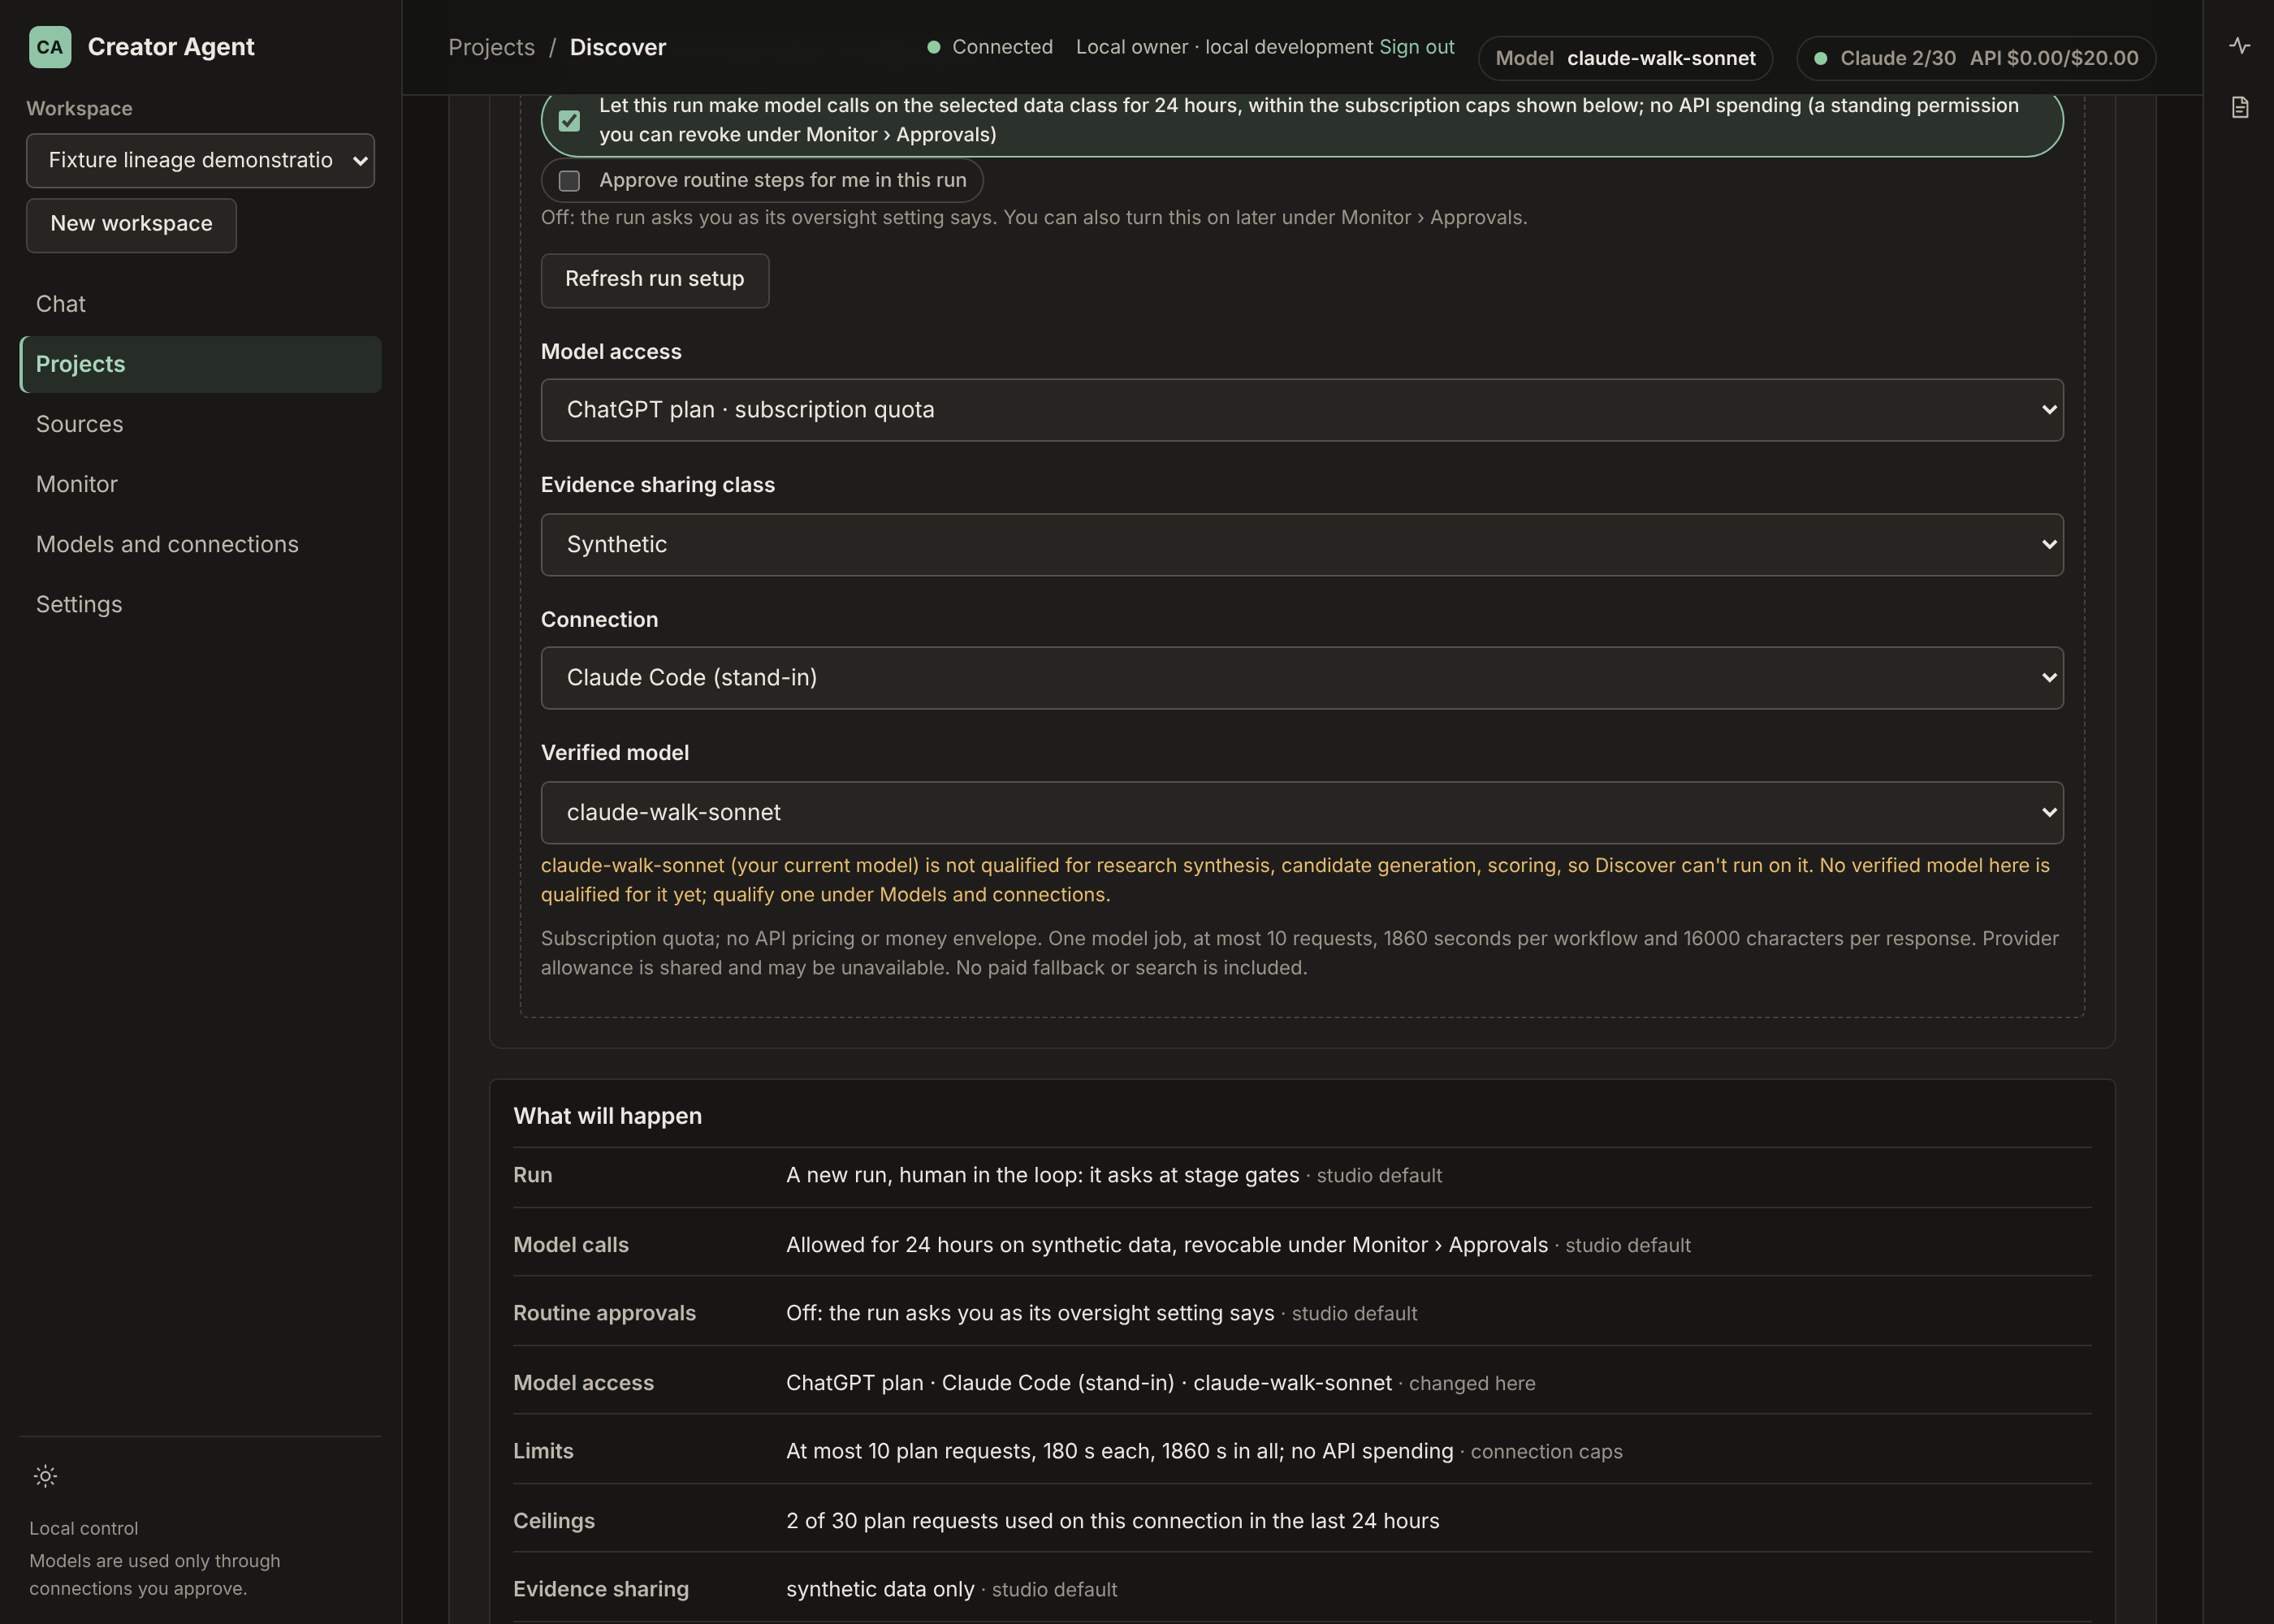 CA Creator Agent
Workspace
Fixture lineage demonstratio
New workspace
Chat
Projects
Sources
Monitor
Models and connections
Settings
Local control
Models are used only through
connections you approve.
Projects / Discover
Connected
Local owner · local development Sign out
Model claude-walk-sonnet
Claude 2/30 API $0.00/$20.00
Let this run make model calls on the selected data class for 24 hours, within the subscription caps shown below; no API spending (a standing permission
you can revoke under Monitor › Approvals)
Approve routine steps for me in this run
Off: the run asks you as its oversight setting says. You can also turn this on later under Monitor › Approvals.
Refresh run setup
Model access
ChatGPT plan · subscription quota
Evidence sharing class
Synthetic
Connection
Claude Code (stand-in)
Verified model
claude-walk-sonnet
claude-walk-sonnet (your current model) is not qualified for research synthesis, candidate generation, scoring, so Discover can't run on it. No verified model here is
qualified for it yet; qualify one under Models and connections.
Subscription quota; no API pricing or money envelope. One model job, at most 10 requests, 1860 seconds per workflow and 16000 characters per response. Provider
allowance is shared and may be unavailable. No paid fallback or search is included.
What will happen
Run A new run, human in the loop: it asks at stage gates · studio default
Model calls Allowed for 24 hours on synthetic data, revocable under Monitor › Approvals · studio default
Routine approvals Off: the run asks you as its oversight setting says · studio default
Model access ChatGPT plan · Claude Code (stand-in) · claude-walk-sonnet · changed here
Limits At most 10 plan requests, 180 s each, 1860 s in all; no API spending · connection caps
Ceilings 2 of 30 plan requests used on this connection in the last 24 hours
Evidence sharing synthetic data only · studio default